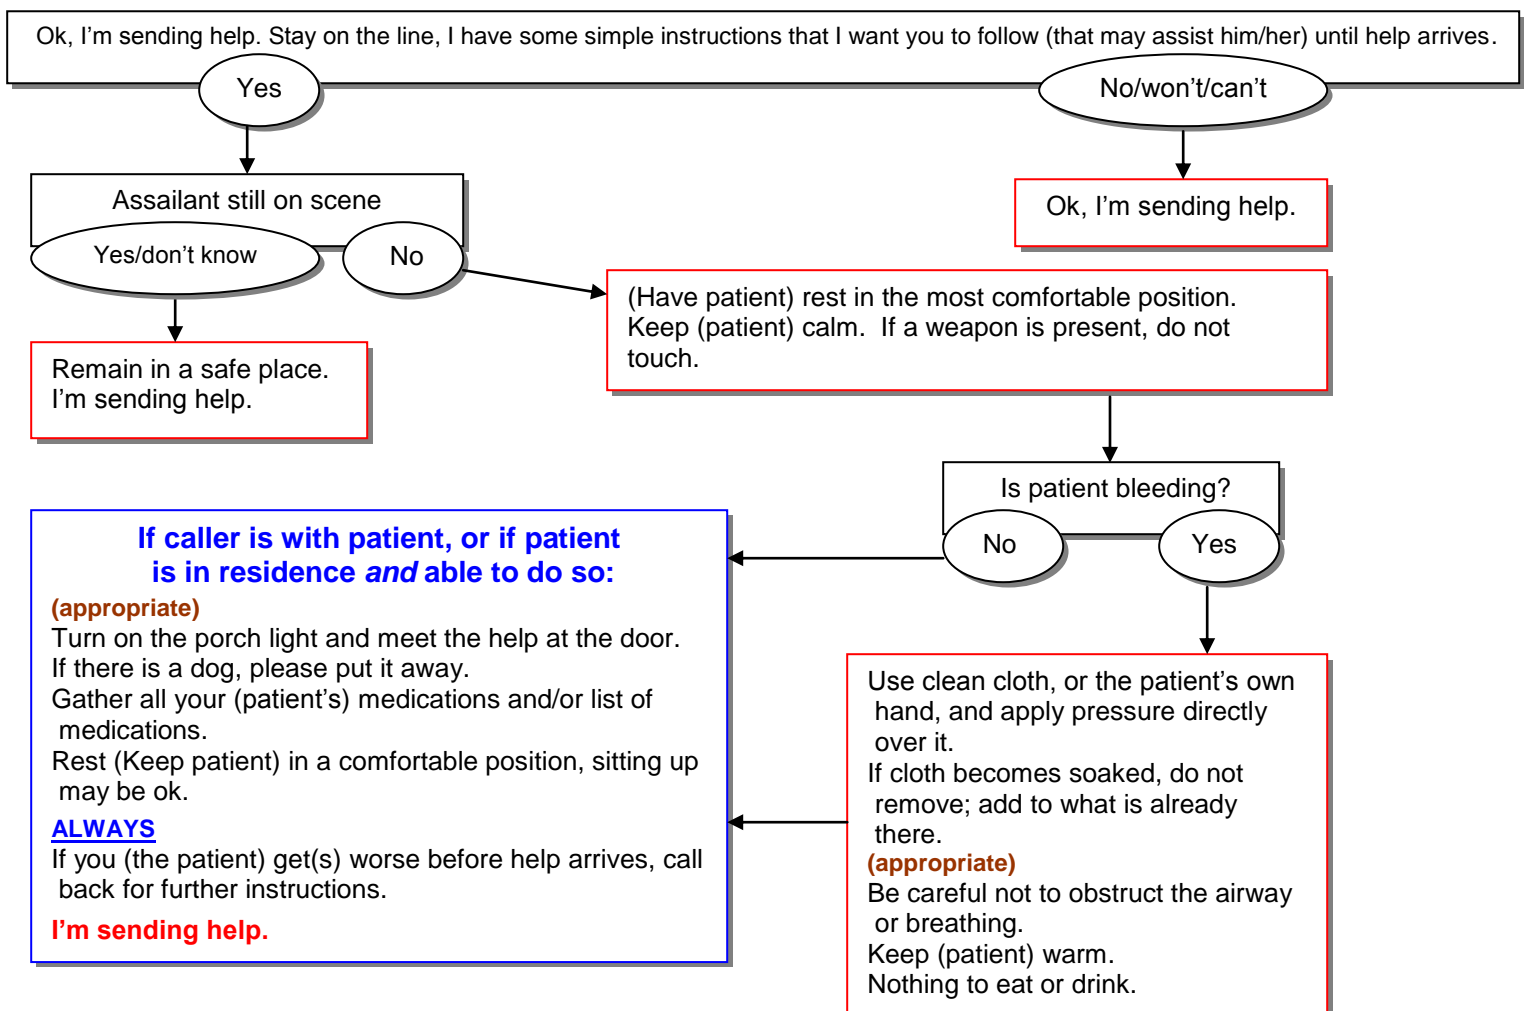 Ok, I'm sending help. Stay on the line, I have some simple instructions that I want you to follow (that may assist him/her) until help arrives.
Yes
No/won't/can't
Assailant still on scene
Ok, I'm sending help.
Yes/don't know
No
(Have patient) rest in the most comfortable position.
Keep (patient) calm.  If a weapon is present, do not
touch.
Remain in a safe place.
I'm sending help.
Is patient bleeding?
No
Yes
If caller is with patient, or if patient
is in residence and able to do so:
(appropriate)
Turn on the porch light and meet the help at the door.
If there is a dog, please put it away.
Gather all your (patient's) medications and/or list of
medications.
Rest (Keep patient) in a comfortable position, sitting up
may be ok.
ALWAYS
If you (the patient) get(s) worse before help arrives, call
back for further instructions.
I'm sending help.
Use clean cloth, or the patient's own
hand, and apply pressure directly
over it.
If cloth becomes soaked, do not
remove; add to what is already
there.
(appropriate)
Be careful not to obstruct the airway
or breathing.
Keep (patient) warm.
Nothing to eat or drink.